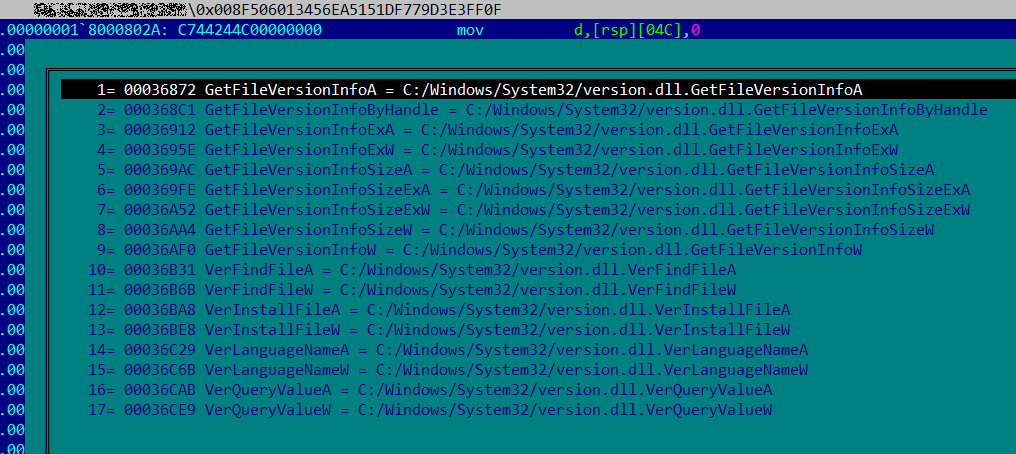 \0x008F506013456EA5151DF779D3E3FF0F
.00000001`8000802A: C744244C00000000 mov d,[rsp][04C],0
.00
.00
.00 1= 00036872 GetFileVersionInfoA = C:/Windows/System32/version.dll.GetFileVersionInfoA
.00 2= 000368C1 GetFileVersionInfoByHandle = C:/Windows/System32/version.dll.GetFileVersionInfoByHandle
.00 3= 00036912 GetFileVersionInfoExA = C:/Windows/System32/version.dll.GetFileVersionInfoExA
.00 4= 0003695E GetFileVersionInfoExW = C:/Windows/System32/version.dll.GetFileVersionInfoExW
.00 5= 000369AC GetFileVersionInfoSizeA = C:/Windows/System32/version.dll.GetFileVersionInfoSizeA
.00 6= 000369FE GetFileVersionInfoSizeExA = C:/Windows/System32/version.dll.GetFileVersionInfoSizeExA
.00 7= 00036A52 GetFileVersionInfoSizeExW = C:/Windows/System32/version.dll.GetFileVersionInfoSizeExW
.00 8= 00036AA4 GetFileVersionInfoSizeW = C:/Windows/System32/version.dll.GetFileVersionInfoSizeW
.00 9= 00036AF0 GetFileVersionInfoW = C:/Windows/System32/version.dll.GetFileVersionInfoW
.00 10= 00036B31 VerFindFileA = C:/Windows/System32/version.dll.VerFindFileA
.00 11= 00036B6B VerFindFileW = C:/Windows/System32/version.dll.VerFindFileW
.00 12= 00036BA8 VerInstallFileA = C:/Windows/System32/version.dll.VerInstallFileA
.00 13= 00036BE8 VerInstallFileW = C:/Windows/System32/version.dll.VerInstallFileW
.00 14= 00036C29 VerLanguageNameA = C:/Windows/System32/version.dll.VerLanguageNameA
.00 15= 00036C6B VerLanguageNameW = C:/Windows/System32/version.dll.VerLanguageNameW
.00 16= 00036CAB VerQueryValueA = C:/Windows/System32/version.dll.VerQueryValueA
.00 17= 00036CE9 VerQueryValueW = C:/Windows/System32/version.dll.VerQueryValueW
.00
.00